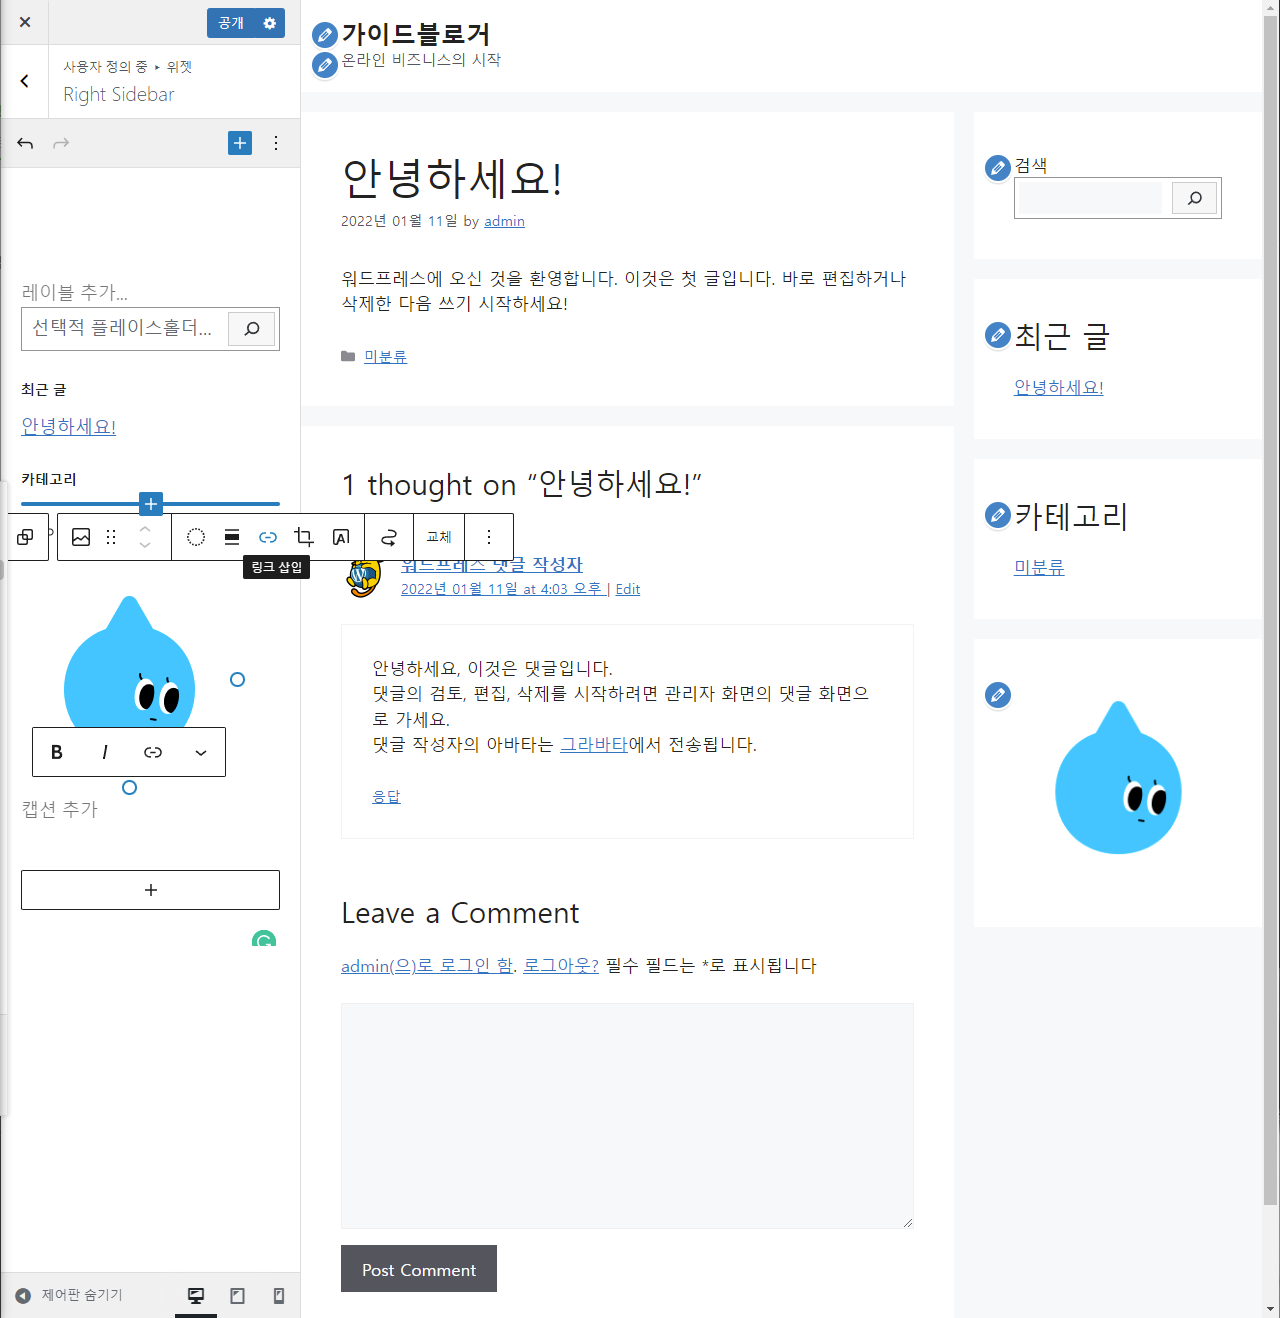 공개
사용자 정의 중 ▸ 위젯
Right Sidebar
레이블 추가...
선택적 플레이스홀더...
최근 글
안녕하세요!
카테고리
교체
링크 삽입
B I
캡션 추가
제어판 숨기기
가이드블로거
온라인 비즈니스의 시작
안녕하세요!
2022년 01월 11일 by admin
워드프레스에 오신 것을 환영합니다. 이것은 첫 글입니다. 바로 편집하거나
삭제한 다음 쓰기 시작하세요!
미분류
1 thought on “안녕하세요!”
워드프레스 댓글 작성자
2022년 01월 11일 at 4:03 오후 | Edit
안녕하세요, 이것은 댓글입니다.
댓글의 검토, 편집, 삭제를 시작하려면 관리자 화면의 댓글 화면으
로 가세요.
댓글 작성자의 아바타는 그라바타에서 전송됩니다.
응답
Leave a Comment
admin(으)로 로그인 함. 로그아웃? 필수 필드는 *로 표시됩니다
Post Comment
검색
최근 글
안녕하세요!
카테고리
미분류